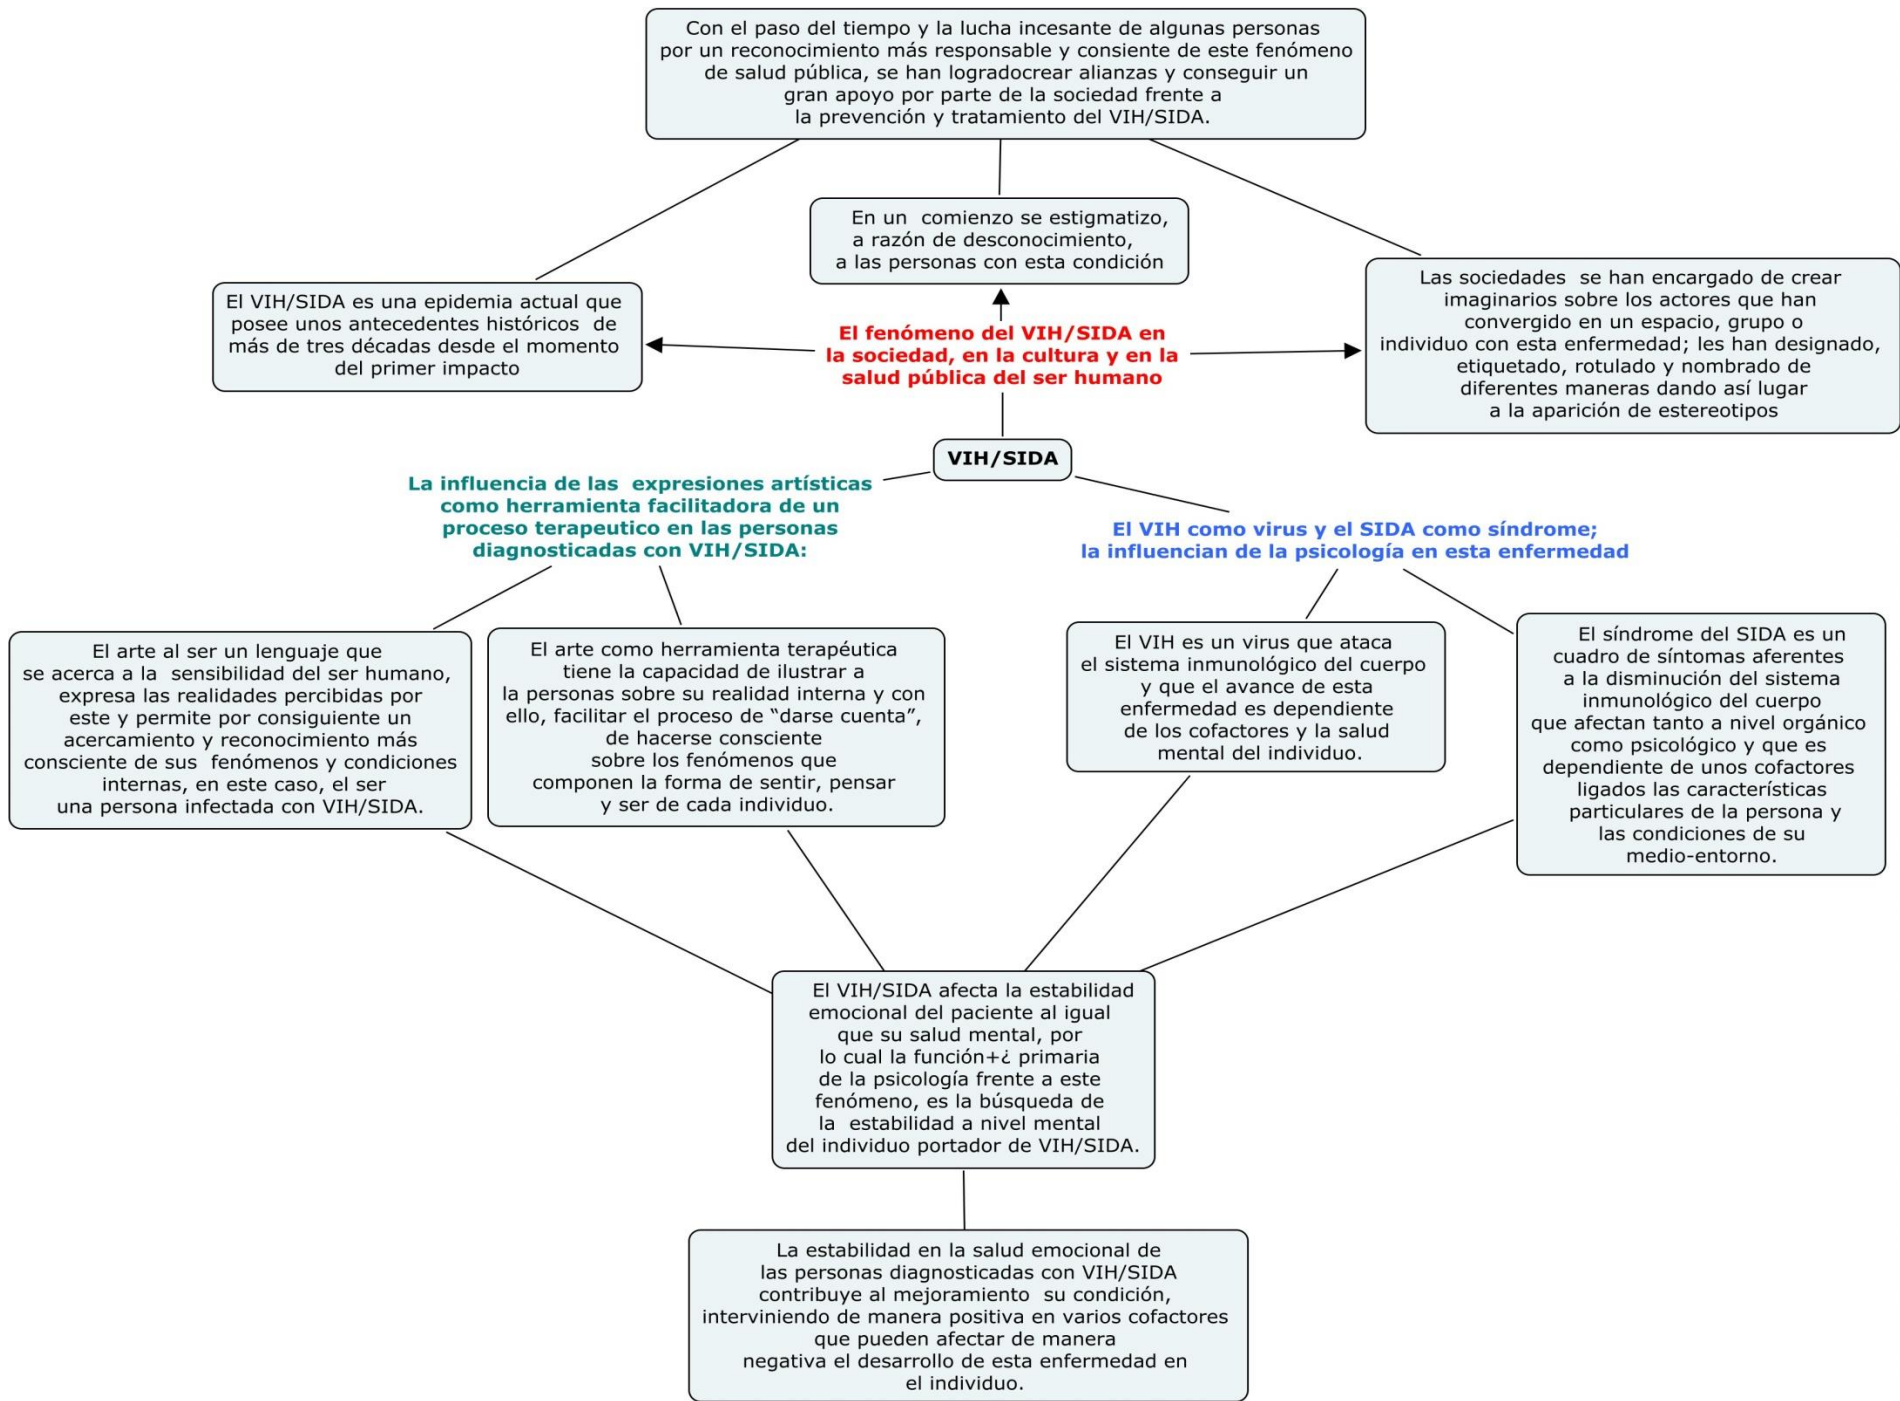 Con el paso del tiempo y la lucha incesante de algunas personas
por un reconocimiento más responsable y consiente de este fenómeno
de salud pública, se han logradocrear alianzas y conseguir un
gran apoyo por parte de la sociedad frente a
la prevención y tratamiento del VIH/SIDA.
En un comienzo se estigmatizo,
a razón de desconocimiento,
a las personas con esta condición
El VIH/SIDA es una epidemia actual que
posee unos antecedentes históricos de
más de tres décadas desde el momento
del primer impacto
El fenómeno del VIH/SIDA en
la sociedad, en la cultura y en la
salud pública del ser humano
Las sociedades se han encargado de crear
imaginarios sobre los actores que han
convergido en un espacio, grupo o
individuo con esta enfermedad; les han designado,
etiquetado, rotulado y nombrado de
diferentes maneras dando así lugar
a la aparición de estereotipos
VIH/SIDA
La influencia de las expresiones artísticas
como herramienta facilitadora de un
proceso terapeutico en las personas
diagnosticadas con VIH/SIDA:
El VIH como virus y el SIDA como síndrome;
la influencian de la psicología en esta enfermedad
El arte al ser un lenguaje que
se acerca a la sensibilidad del ser humano,
expresa las realidades percibidas por
este y permite por consiguiente un
acercamiento y reconocimiento más
consciente de sus fenómenos y condiciones
internas, en este caso, el ser
una persona infectada con VIH/SIDA.
El arte como herramienta terapéutica
tiene la capacidad de ilustrar a
la personas sobre su realidad interna y con
ello, facilitar el proceso de “darse cuenta”,
de hacerse consciente
sobre los fenómenos que
componen la forma de sentir, pensar
y ser de cada individuo.
El VIH es un virus que ataca
el sistema inmunológico del cuerpo
y que el avance de esta
enfermedad es dependiente
de los cofactores y la salud
mental del individuo.
El síndrome del SIDA es un
cuadro de síntomas aferentes
a la disminución del sistema
inmunológico del cuerpo
que afectan tanto a nivel orgánico
como psicológico y que es
dependiente de unos cofactores
ligados las características
particulares de la persona y
las condiciones de su
medio-entorno.
El VIH/SIDA afecta la estabilidad
emocional del paciente al igual
que su salud mental, por
lo cual la función+¿ primaria
de la psicología frente a este
fenómeno, es la búsqueda de
la estabilidad a nivel mental
del individuo portador de VIH/SIDA.
La estabilidad en la salud emocional de
las personas diagnosticadas con VIH/SIDA
contribuye al mejoramiento su condición,
interviniendo de manera positiva en varios cofactores
que pueden afectar de manera
negativa el desarrollo de esta enfermedad en
el individuo.